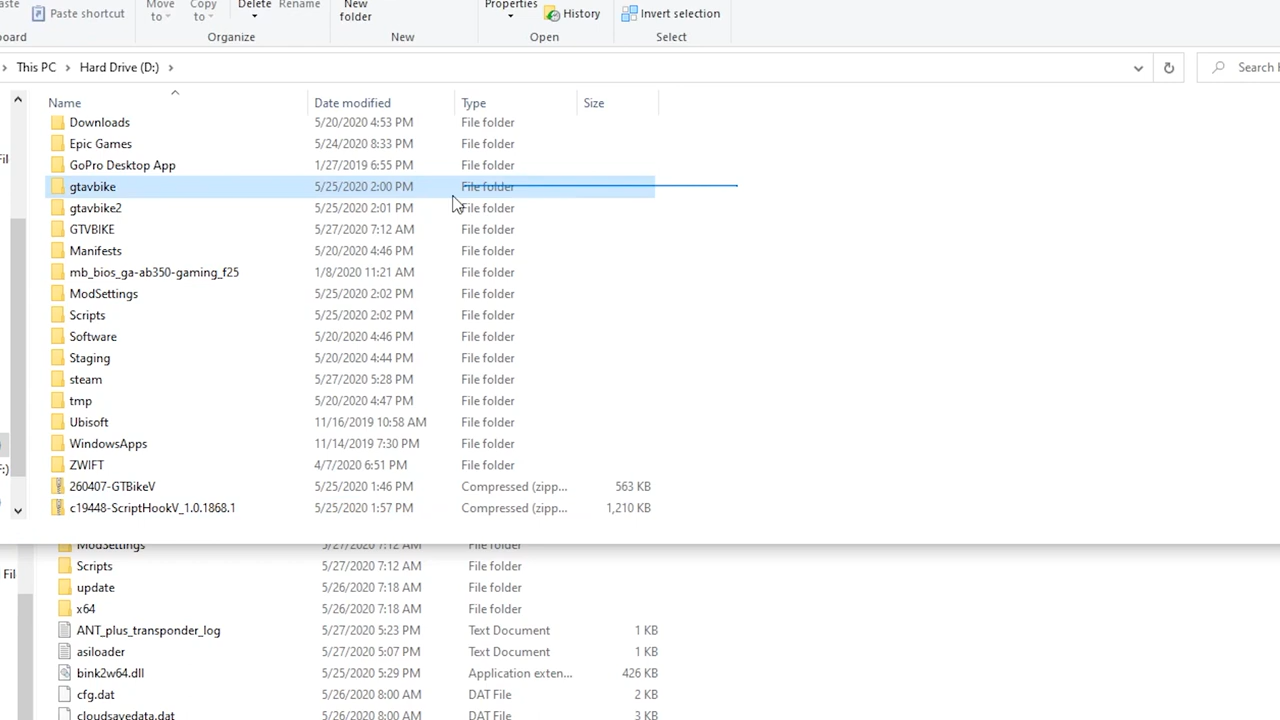 aste Paste shortcut Move to Copy to Delete Rename New folder Properties History Invert selection
oard Organize New Open Select
This PC Hard Drive (D:) Search
Name Date modified Type Size
Downloads 5/20/2020 4:53 PM File folder
Epic Games 5/24/2020 8:33 PM File folder
GoPro Desktop App 1/27/2019 6:55 PM File folder
gtavbike 5/25/2020 2:00 PM File folder
gtavbike2 5/25/2020 2:01 PM File folder
GTVBIKE 5/27/2020 7:12 AM File folder
Manifests 5/20/2020 4:46 PM File folder
mb_bios_ga-ab350-gaming_f25 1/8/2020 11:21 AM File folder
ModSettings 5/25/2020 2:02 PM File folder
Scripts 5/25/2020 2:02 PM File folder
Software 5/20/2020 4:46 PM File folder
Staging 5/20/2020 4:44 PM File folder
steam 5/27/2020 5:28 PM File folder
tmp 5/20/2020 4:47 PM File folder
Ubisoft 11/16/2019 10:58 AM File folder
WindowsApps 11/14/2019 7:30 PM File folder
ZWIFT 4/7/2020 6:51 PM File folder
260407-GTBikeV 5/25/2020 1:46 PM Compressed (zipp... 563 KB
c19448-ScriptHookV_1.0.1868.1 5/25/2020 1:57 PM Compressed (zipp... 1,210 KB
ModSettings 5/27/2020 7:12 AM File folder
Fil Scripts 5/27/2020 7:12 AM File folder
update 5/26/2020 7:18 AM File folder
x64 5/26/2020 7:18 AM File folder
ANT_plus_transponder_log 5/27/2020 5:23 PM Text Document 1 KB
asiloader 5/27/2020 5:07 PM Text Document 1 KB
bink2w64.dll 5/25/2020 5:29 PM Application exten... 426 KB
cfg.dat 5/26/2020 8:00 AM DAT File 2 KB
cloudsavedata.dat 5/26/2020 8:00 AM DAT File 3 KB